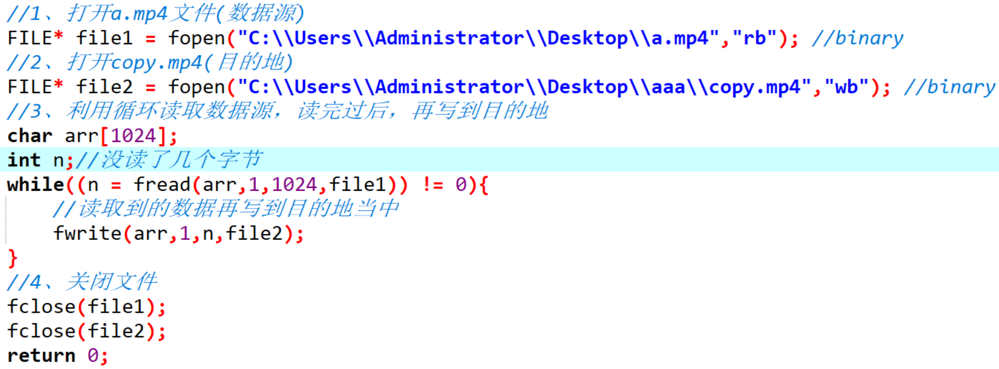 //1、打开a.mp4文件(数据源)
FILE* file1 = fopen("C:\\Users\\Administrator\\Desktop\\a.mp4","rb"); //binary
//2、打开copy.mp4(目的地)
FILE* file2 = fopen("C:\\Users\\Administrator\\Desktop\\aaa\\copy.mp4","wb"); //binary
//3、利用循环读取数据源，读完过后，再写到目的地
char arr[1024];
int n;//没读了几个字节
while((n = fread(arr,1,1024,file1)) != 0){
    //读取到的数据再写到目的地当中
    fwrite(arr,1,n,file2);
}
//4、关闭文件
fclose(file1);
fclose(file2);
return 0;